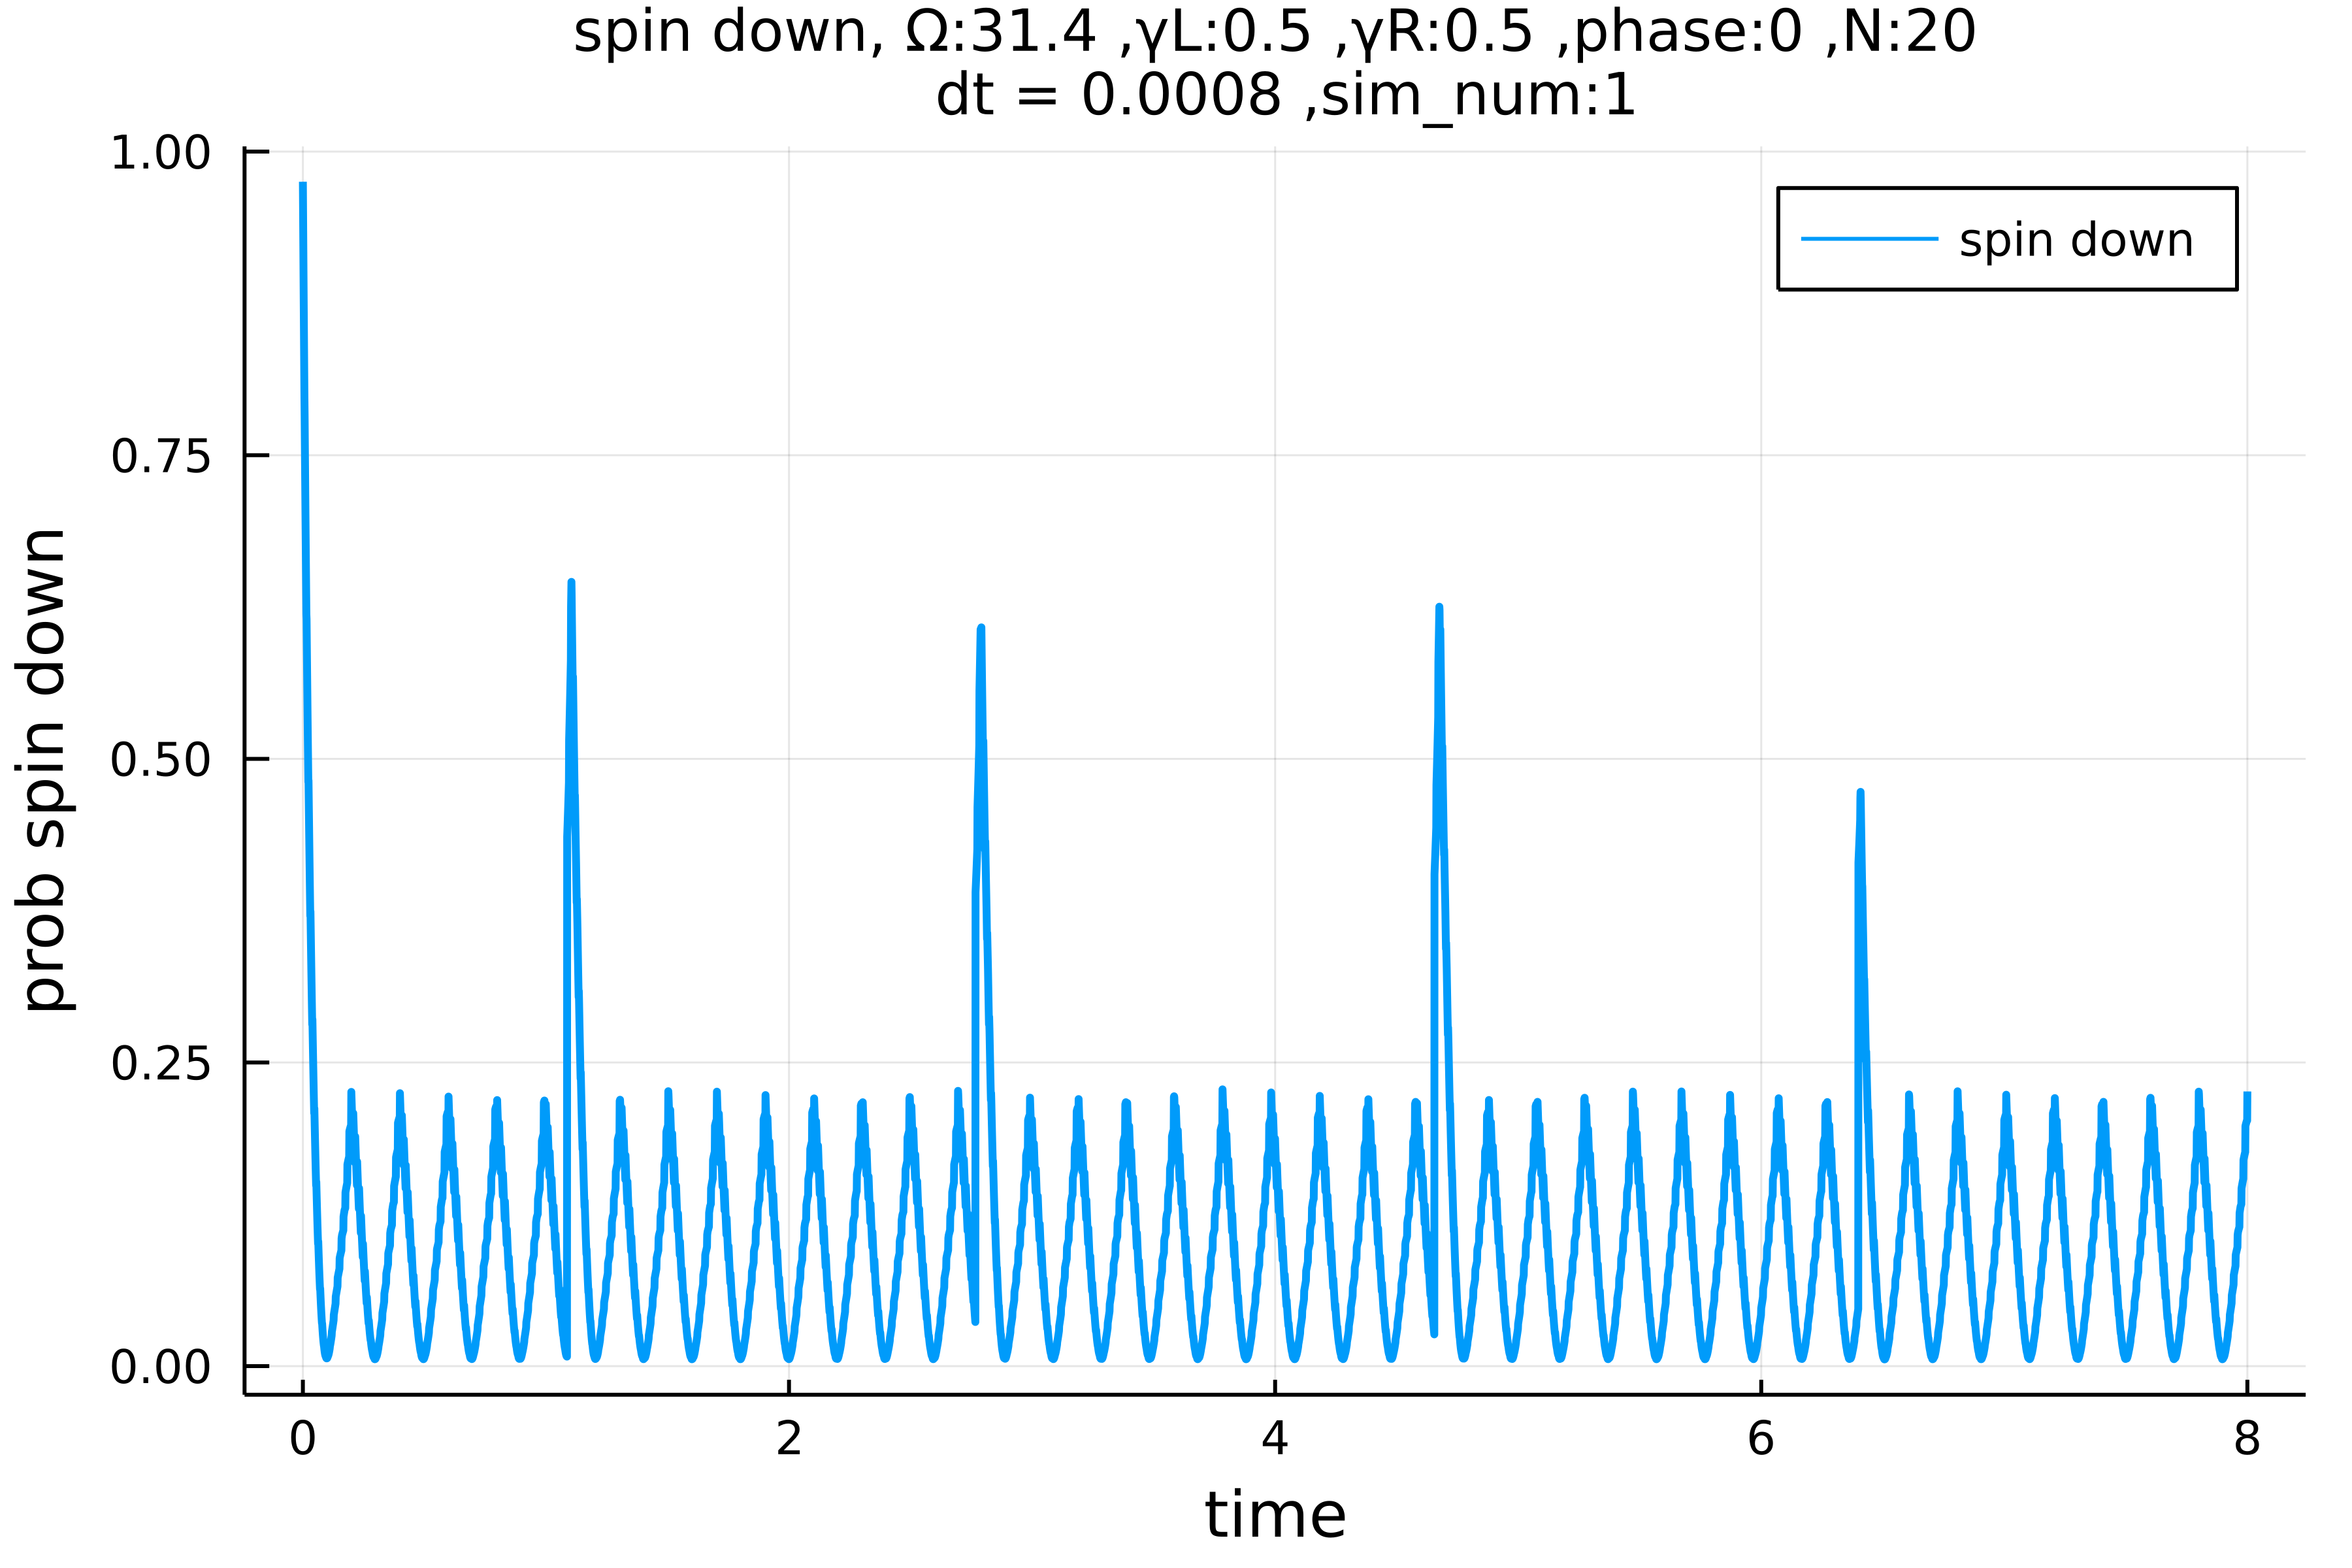 spin down, Ω:31.4 ,γL:0.5 ,γR:0.5 ,phase:0 ,N:20
dt = 0.0008 ,sim_num:1
spin down
prob spin down
1.00
0.75
0.50
0.25
0.00
0 2 4 6 8
time